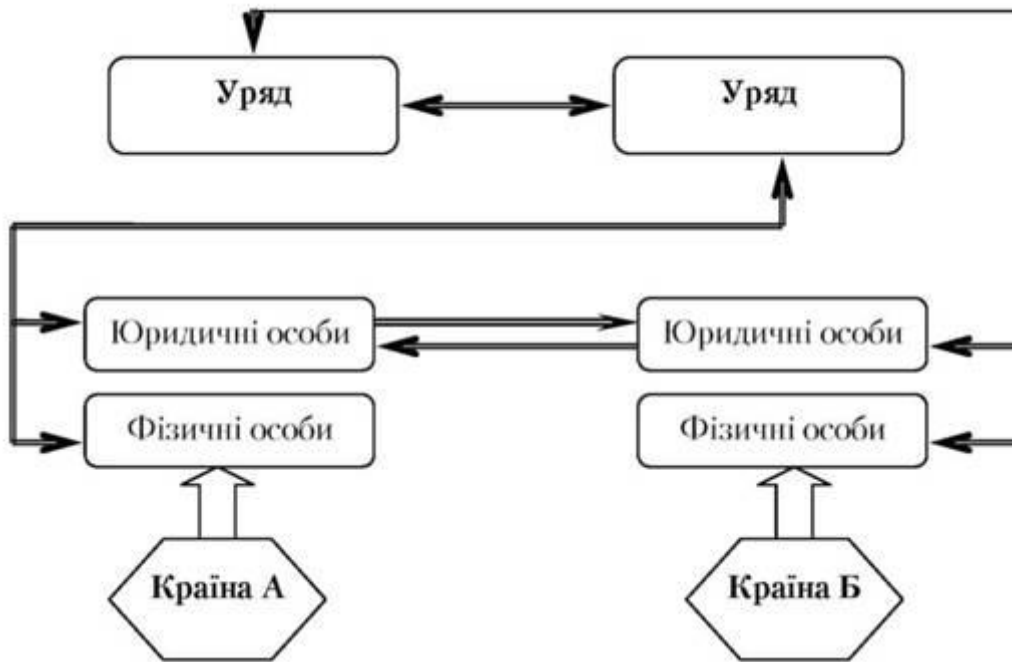 Уряд
Уряд
Юридичні особи
Юридичні особи
Фізичні особи
Фізичні особи
Країна А
Країна Б